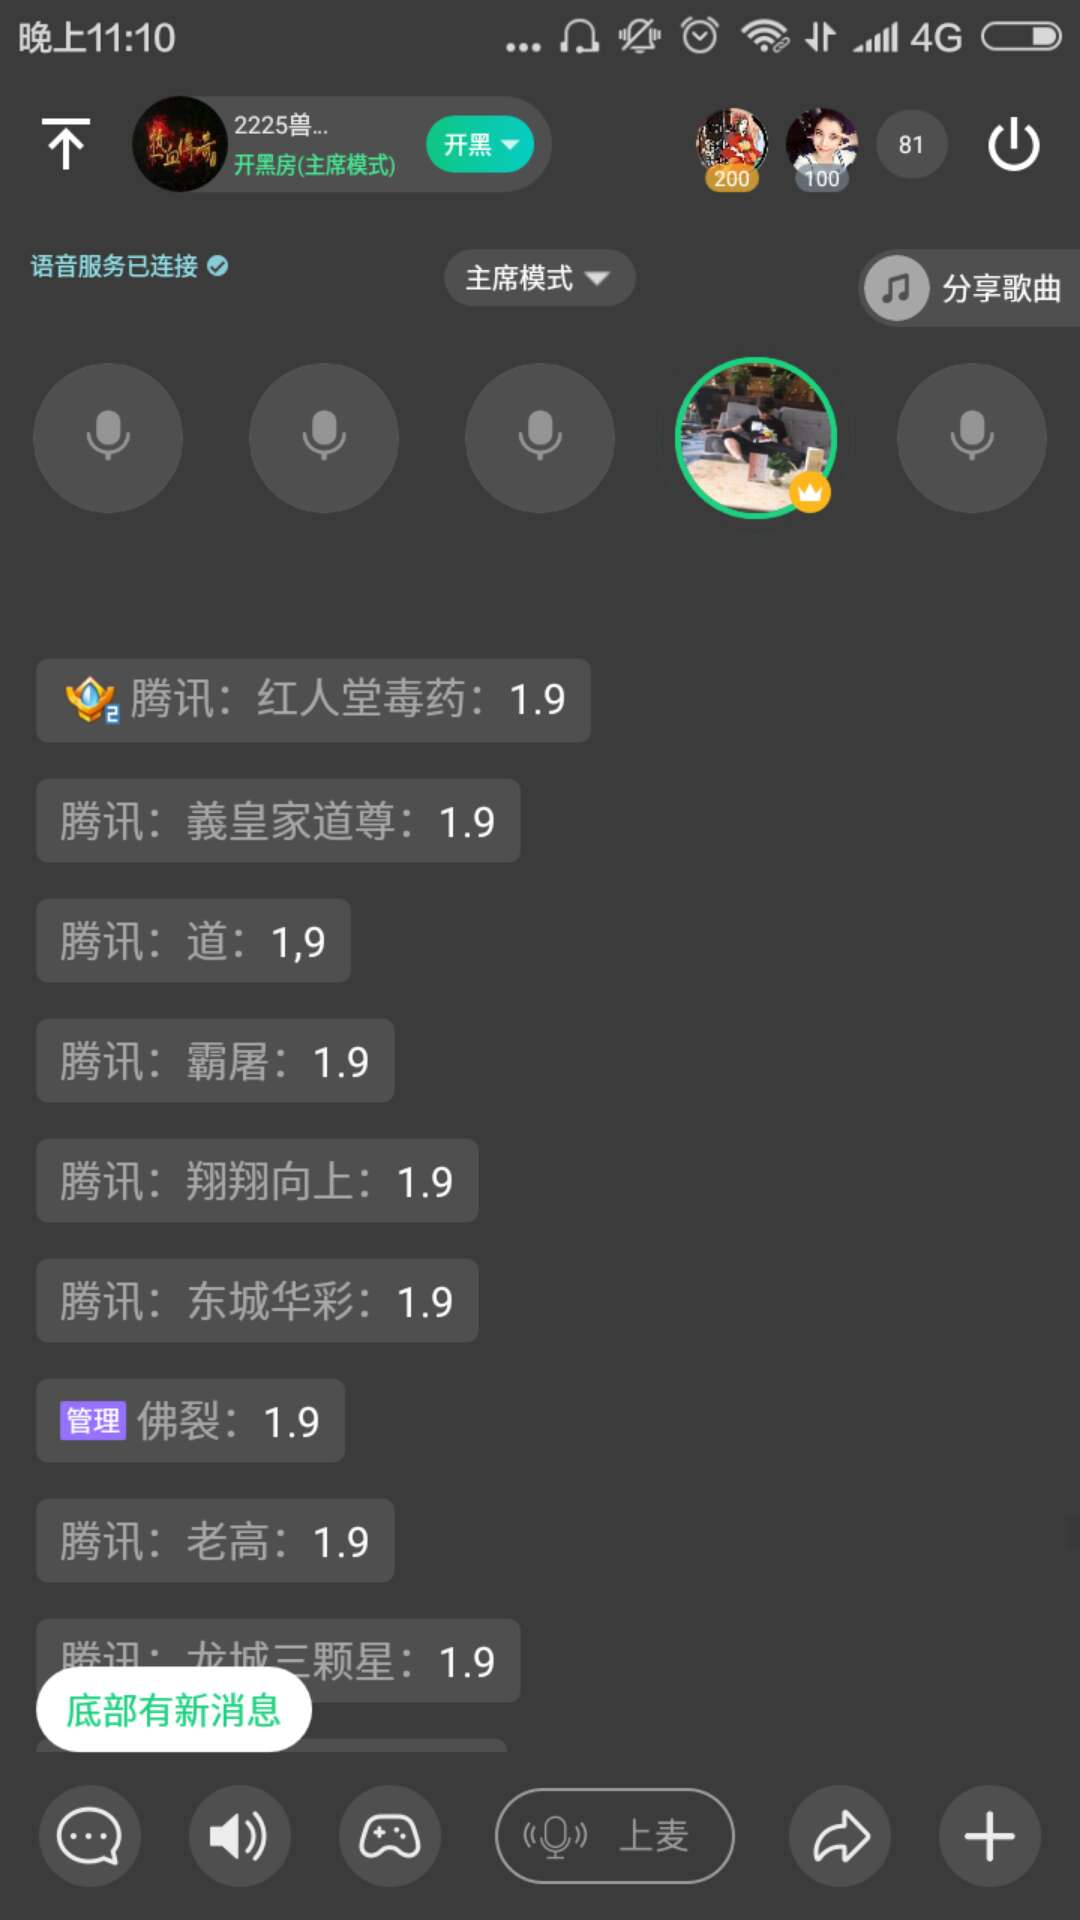 晚上11:10
4G
热血传奇
2225兽...
开黑房(主席模式)
开黑
200
100
81
语音服务已连接
主席模式
分享歌曲
2 腾讯：红人堂毒药：1.9
腾讯：義皇家道尊：1.9
腾讯：道：1,9
腾讯：霸屠：1.9
腾讯：翔翔向上：1.9
腾讯：东城华彩：1.9
管理 佛裂：1.9
腾讯：老高：1.9
腾讯：龙城三颗星：1.9
底部有新消息
上麦